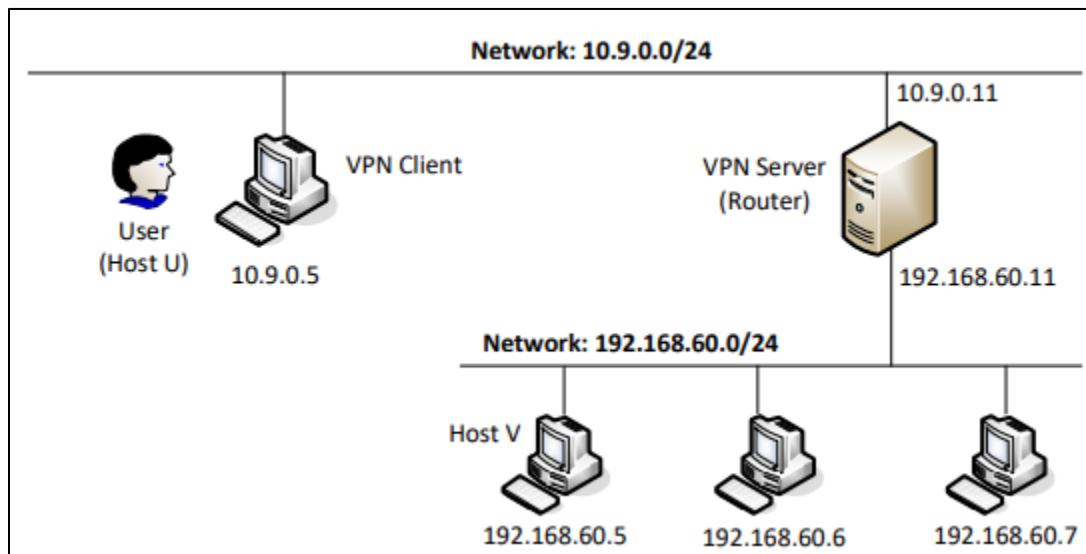 Network: 10.9.0.0/24
10.9.0.11
VPN Client
VPN Server
(Router)
User
(Host U)
10.9.0.5
192.168.60.11
Network: 192.168.60.0/24
Host V
192.168.60.5
192.168.60.6
192.168.60.7